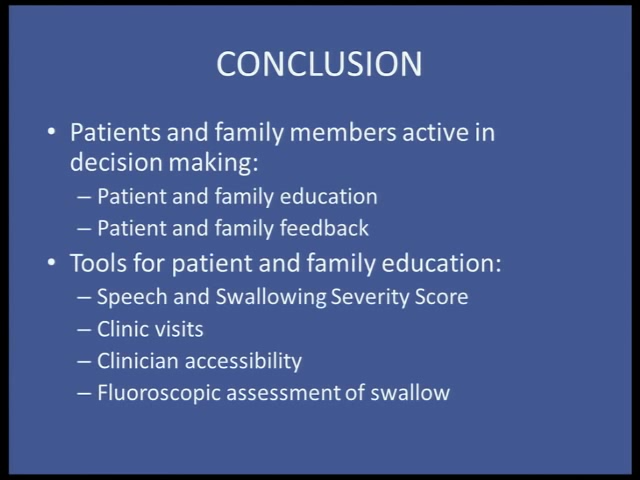 CONCLUSION
• Patients and family members active in
decision making:
– Patient and family education
– Patient and family feedback
• Tools for patient and family education:
– Speech and Swallowing Severity Score
– Clinic visits
– Clinician accessibility
– Fluoroscopic assessment of swallow